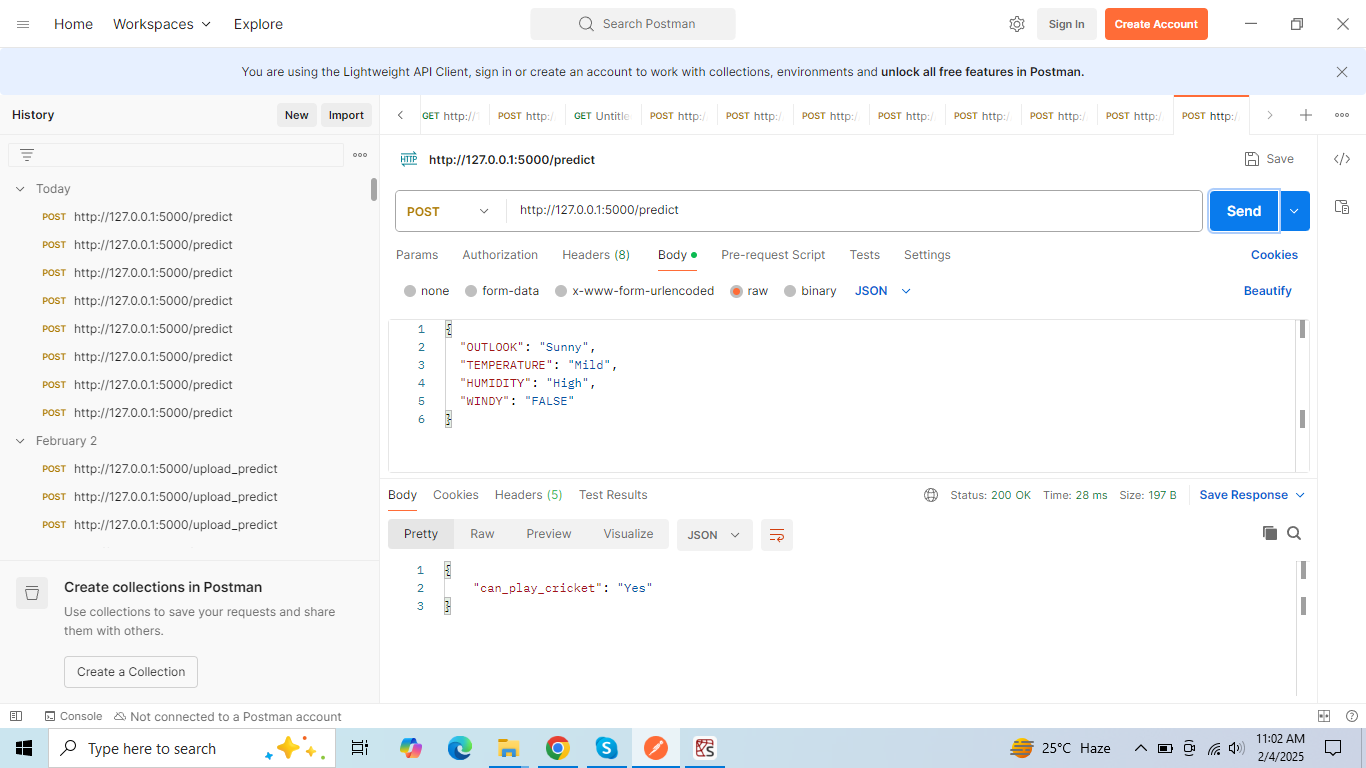 Home Workspaces Explore Search Postman Sign In Create Account
You are using the Lightweight API Client, sign in or create an account to work with collections, environments and unlock all free features in Postman.
History New Import
GET http:// POST http:/ GET Untitle POST http:/ POST http:/ POST http:/ POST http:/ POST http:/ POST http:/ POST http:/ POST http:/
HTTP http://127.0.0.1:5000/predict Save
Today
POST http://127.0.0.1:5000/predict
POST http://127.0.0.1:5000/predict
POST http://127.0.0.1:5000/predict
POST http://127.0.0.1:5000/predict
POST http://127.0.0.1:5000/predict
POST http://127.0.0.1:5000/predict
POST http://127.0.0.1:5000/predict
POST http://127.0.0.1:5000/predict
February 2
POST http://127.0.0.1:5000/upload_predict
POST http://127.0.0.1:5000/upload_predict
POST http://127.0.0.1:5000/upload_predict
Create collections in Postman
Use collections to save your requests and share
them with others.
Create a Collection
POST http://127.0.0.1:5000/predict Send
Params Authorization Headers (8) Body Pre-request Script Tests Settings Cookies
none form-data x-www-form-urlencoded raw binary JSON Beautify
1 {
2 "OUTLOOK": "Sunny",
3 "TEMPERATURE": "Mild",
4 "HUMIDITY": "High",
5 "WINDY": "FALSE"
6 }
Body Cookies Headers (5) Test Results Status: 200 OK Time: 28 ms Size: 197 B Save Response
Pretty Raw Preview Visualize JSON
1 {
2 "can_play_cricket": "Yes"
3 }
Console Not connected to a Postman account
Type here to search 25°C Haze 11:02 AM
2/4/2025